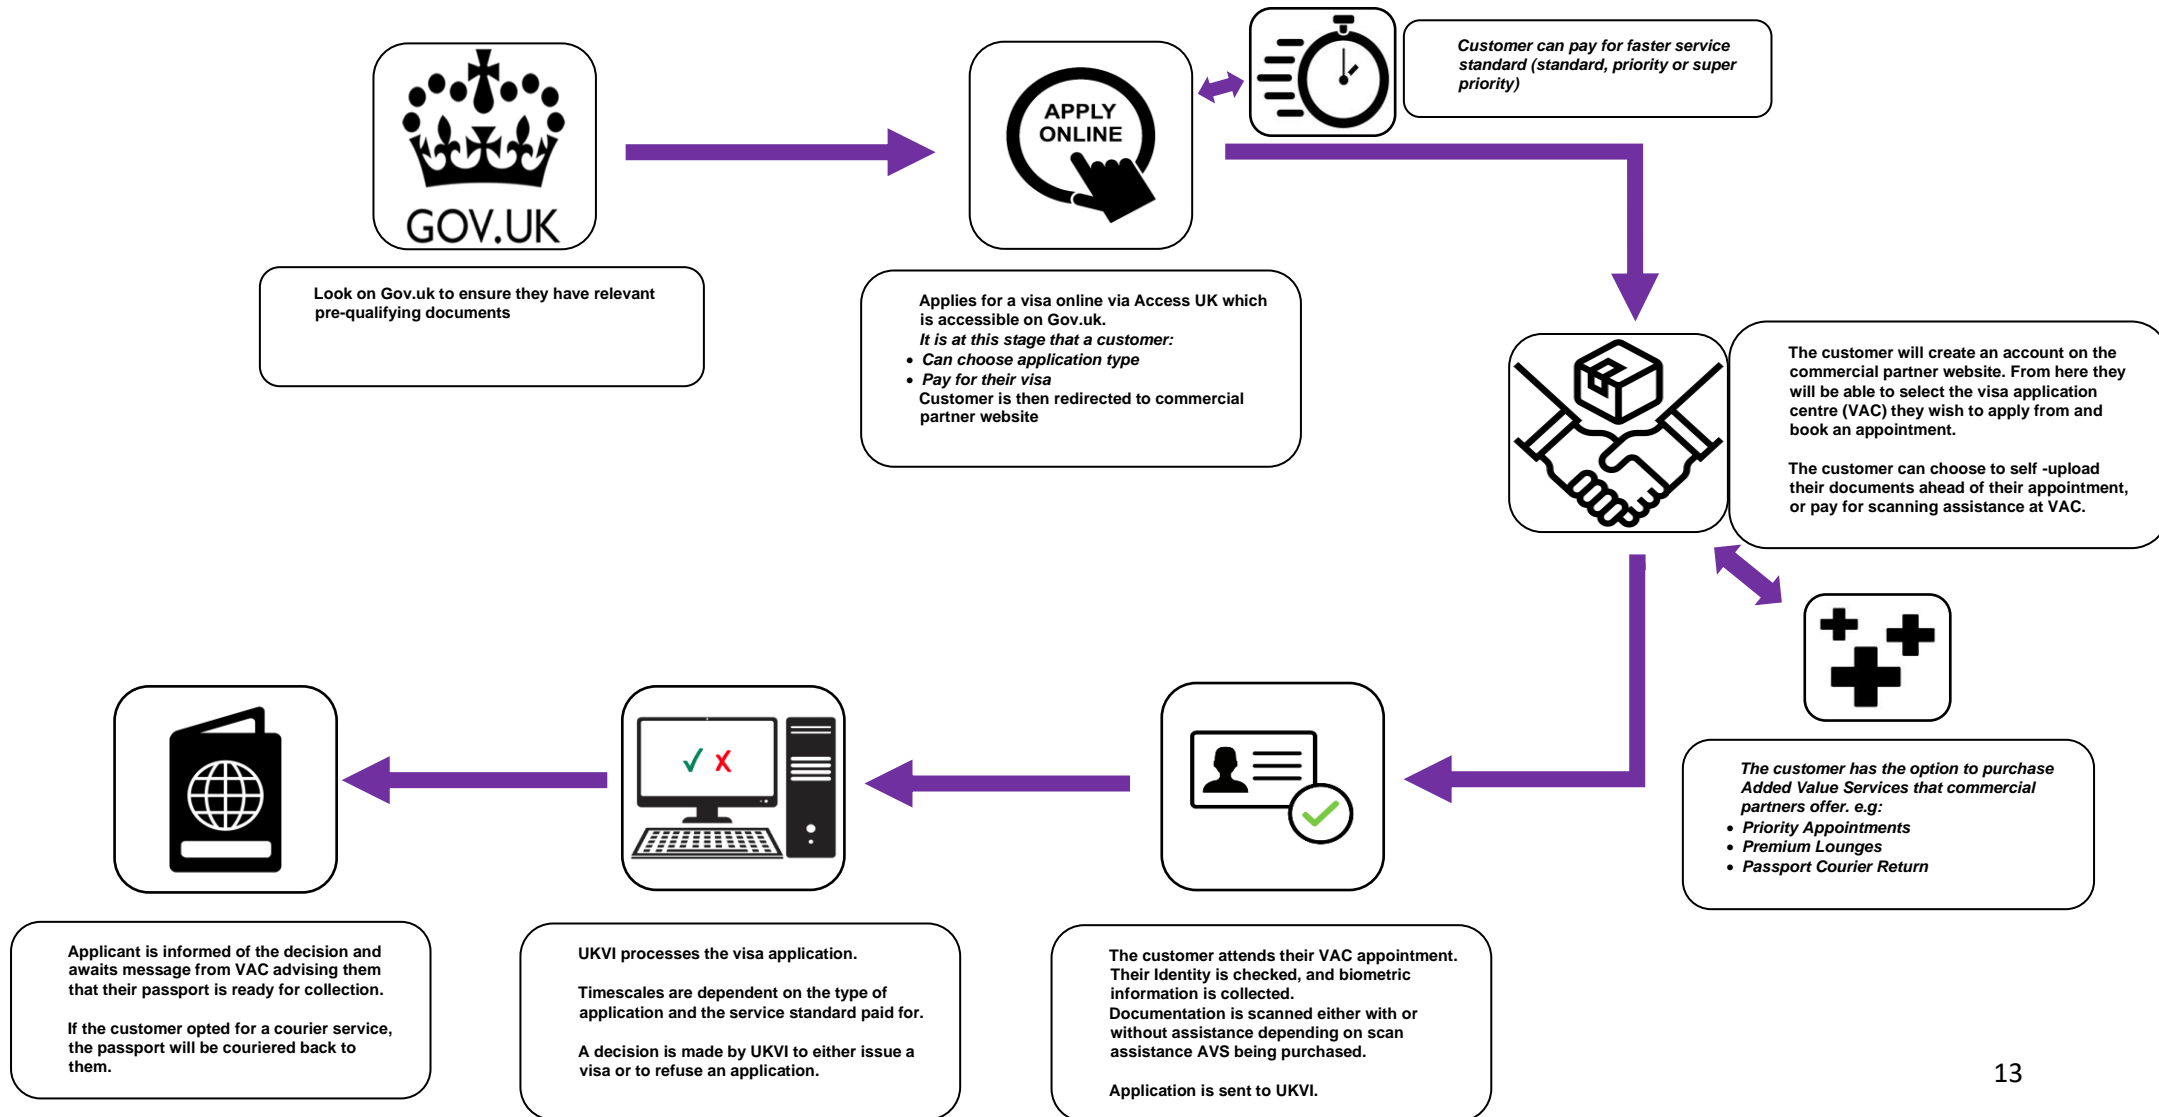 GOV.UK
Look on Gov.uk to ensure they have relevant
pre-qualifying documents
APPLY
ONLINE
Applies for a visa online via Access UK which
is accessible on Gov.uk.
It is at this stage that a customer:
• Can choose application type
• Pay for their visa
Customer is then redirected to commercial
partner website
Customer can pay for faster service
standard (standard, priority or super
priority)
The customer will create an account on the
commercial partner website. From here they
will be able to select the visa application
centre (VAC) they wish to apply from and
book an appointment.
The customer can choose to self -upload
their documents ahead of their appointment,
or pay for scanning assistance at VAC.
The customer has the option to purchase
Added Value Services that commercial
partners offer. e.g:
• Priority Appointments
• Premium Lounges
• Passport Courier Return
The customer attends their VAC appointment.
Their Identity is checked, and biometric
information is collected.
Documentation is scanned either with or
without assistance depending on scan
assistance AVS being purchased.
Application is sent to UKVI.
UKVI processes the visa application.
Timescales are dependent on the type of
application and the service standard paid for.
A decision is made by UKVI to either issue a
visa or to refuse an application.
Applicant is informed of the decision and
awaits message from VAC advising them
that their passport is ready for collection.
If the customer opted for a courier service,
the passport will be couriered back to
them.
13